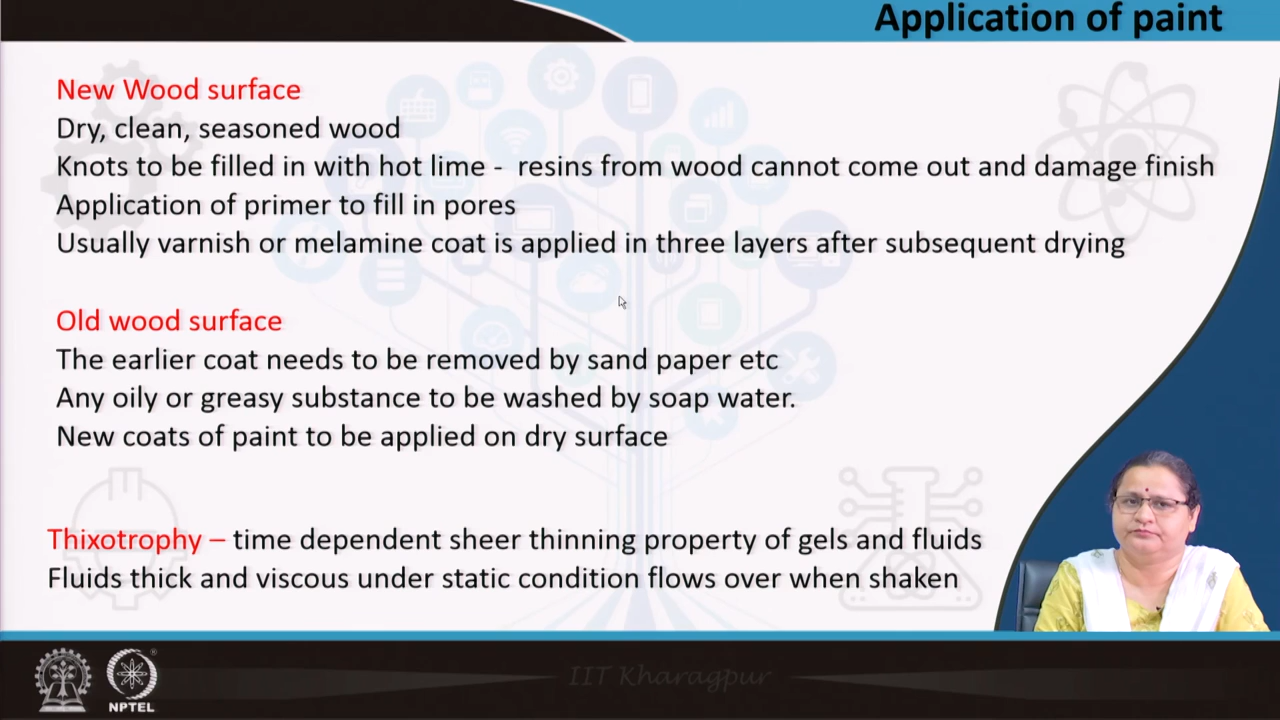 Application of paint
New Wood surface
Dry, clean, seasoned wood
Knots to be filled in with hot lime - resins from wood cannot come out and damage finish
Application of primer to fill in pores
Usually varnish or melamine coat is applied in three layers after subsequent drying
Old wood surface
The earlier coat needs to be removed by sand paper etc
Any oily or greasy substance to be washed by soap water.
New coats of paint to be applied on dry surface
Thixotrophy – time dependent sheer thinning property of gels and fluids
Fluids thick and viscous under static condition flows over when shaken
IIT Kharagpur
NPTEL